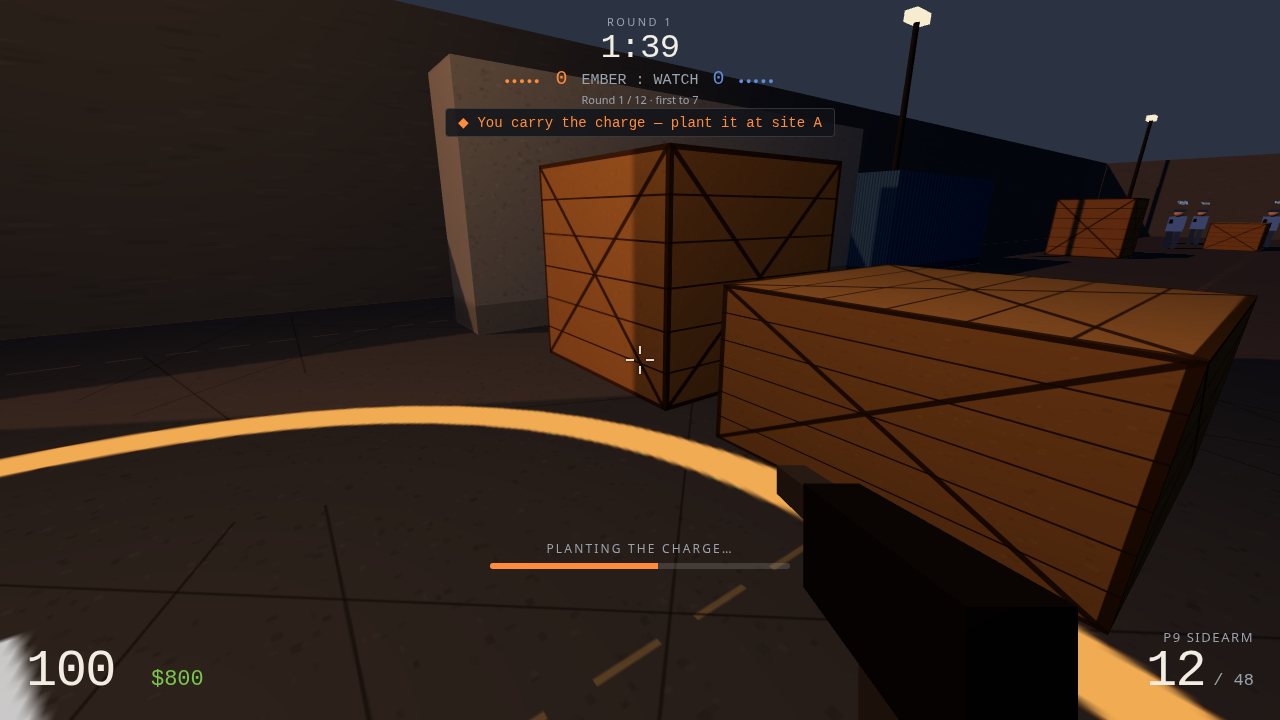 ROUND 1
1:39
0 EMBER : WATCH 0
Round 1 / 12 · first to 7
◆ You carry the charge — plant it at site A
PLANTING THE CHARGE…
100 $800
P9 SIDEARM
12 / 48